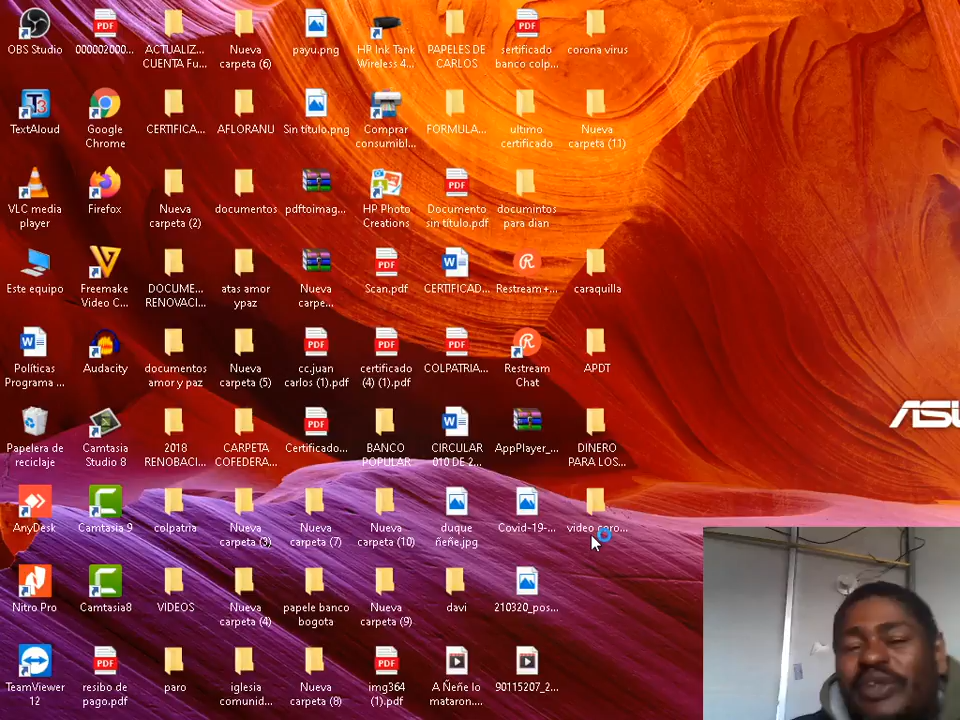 OBS Studio
000002000...
ACTUALIZ...
CUENTA Fu...
Nueva
carpeta (6)
payu.png
HP Ink Tank
Wireless 4...
PAPELES DE
CARLOS
sertificado
banco colp...
corona virus
TextAloud
Google
Chrome
CERTIFICA...
AFLORANU
Sin título.png
Comprar
consumibl...
FORMULA...
ultimo
certificado
Nueva
carpeta (11)
VLC media
player
Firefox
Nueva
carpeta (2)
documentos
pdftoimag...
HP Photo
Creations
Documento
sin titulo.pdf
documintos
para dian
Este equipo
Freemake
Video C...
DOCUME...
RENOVACI...
atas amor
ypaz
Nueva
carpe...
Scan.pdf
CERTIFICAD...
Restream+...
caraquilla
Políticas
Programa ...
Audacity
documentos
amor y paz
Nueva
carpeta (5)
cc.juan
carlos (1).pdf
certificado
(4) (1).pdf
COLPATRIA...
Restream
Chat
APDT
Papelera de
reciclaje
Camtasia
Studio 8
2018
RENOBACI...
CARPETA
COFEDERA...
Certificado...
BANCO
POPULAR
CIRCULAR
010 DE 2...
AppPlayer_...
DINERO
PARA LOS...
ASU
AnyDesk
Camtasia 9
colpatria
Nueva
carpeta (3)
Nueva
carpeta (7)
Nueva
carpeta (10)
duque
ñeñe.jpg
Covid-19-...
video coro...
Nitro Pro
Camtasia8
VIDEOS
Nueva
carpeta (4)
papele banco
bogota
Nueva
carpeta (9)
davi
210320_pos...
TeamViewer
12
resibo de
pago.pdf
paro
iglesia
comunid...
Nueva
carpeta (8)
img364
(1).pdf
A Ñeñe lo
mataron....
90115207_2...